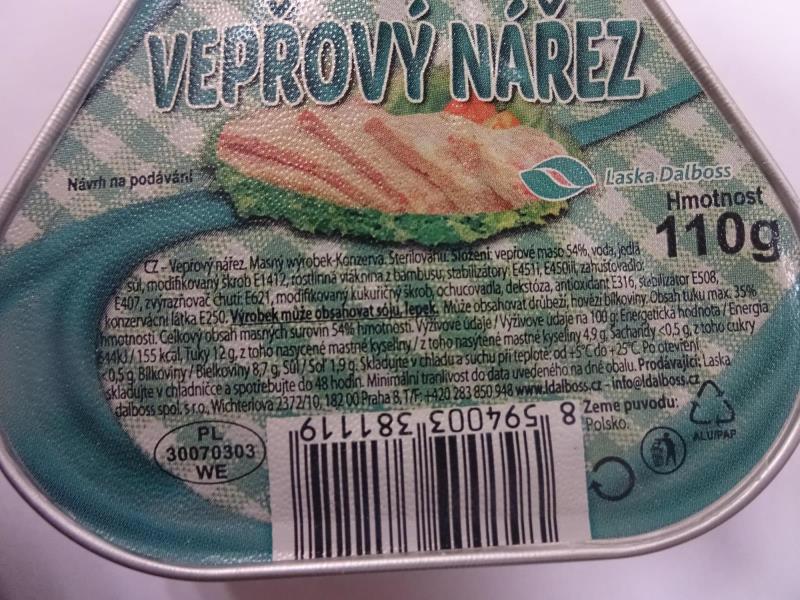 VEPŘOVÝ NÁŘEZ
Návrh na podávání
Laska Dalboss
Hmotnost
110g
CZ - Vepřový nářez. Masný výrobek-Konzerva. Sterilováno. Složení: vepřové maso 54%, voda, jedlá
sůl, modifikovaný škrob E1412, rostlinná vláknina z bambusu, stabilizátory: E451i, E450iii, zahušťovadlo:
E407, zvýrazňovač chuti: E621, modifikovaný kukuřičný škrob, ochucovadla, dekstóza, antioxidant E316, stabilizátor E508,
konzervační látka E250. Výrobek může obsahovat sóju, lepek. Může obsahovat drůbeží, hovězí bílkoviny. Obsah tuku max. 35%
hmotnosti. Celkový obsah masných surovin 54% hmotnosti. Výživové údaje / Výživové údaje na 100 g: Energetická hodnota / Energia
644kJ / 155 kcal, Tuky 12 g, z toho nasycené mastné kyseliny / z toho nasýtené mastné kyseliny 4,9 g, Sacharidy <0,5 g, z toho cukry
<0,5 g, Bílkoviny / Bielkoviny 8,7 g, Sůl / Soľ 1,9 g. Skladujte v chladu a suchu při teplotě: od +5°C do +25°C. Po otevření
skladujte v chladničce a spotřebujte do 48 hodin. Minimální tranlivost do data uvedeného na dně obalu. Prodávající: Laska
dalboss spol. s r.o., Wichterlova 2372/10, 182 00 Praha 8, T/F: +420 283 850 948 www.ldalboss.cz - info@ldalboss.cz
Zeme puvodu:
Polsko.
ALU/PAP
PL
30070303
WE
8 594003 381119